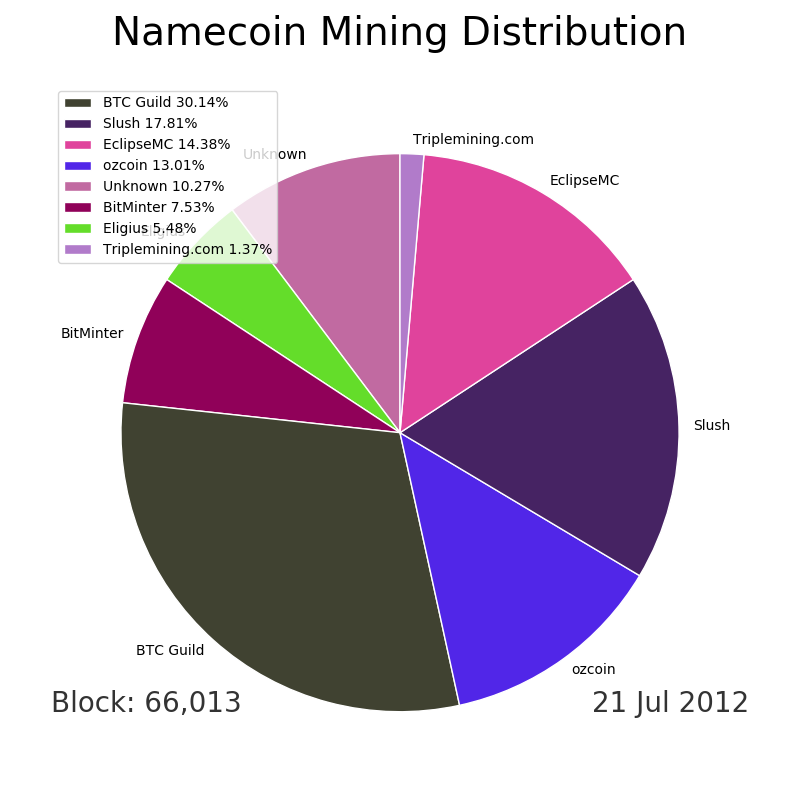 Namecoin Mining Distribution
BTC Guild 30.14%
Slush 17.81%
EclipseMC 14.38%
ozcoin 13.01%
Unknown 10.27%
BitMinter 7.53%
Eligius 5.48%
Triplemining.com 1.37%
Triplemining.com
Unknown
EclipseMC
Eligius
BitMinter
Slush
BTC Guild
ozcoin
Block: 66,013
21 Jul 2012